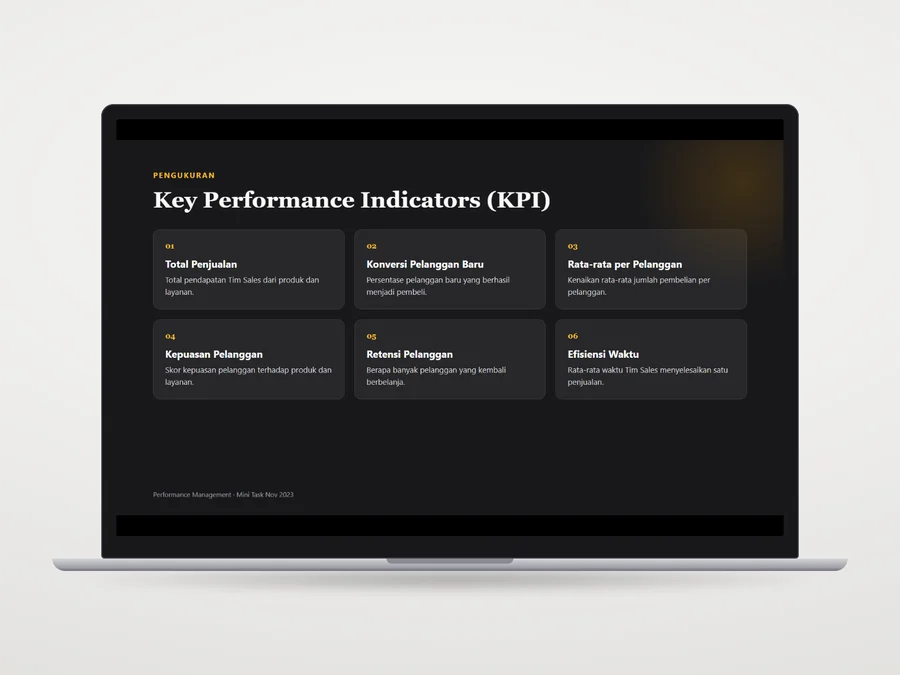 PENGUKURAN
Key Performance Indicators (KPI)
01
Total Penjualan
Total pendapatan Tim Sales dari produk dan
layanan.
02
Konversi Pelanggan Baru
Persentase pelanggan baru yang berhasil
menjadi pembeli.
03
Rata-rata per Pelanggan
Kenaikan rata-rata jumlah pembelian per
pelanggan.
04
Kepuasan Pelanggan
Skor kepuasan pelanggan terhadap produk dan
layanan.
05
Retensi Pelanggan
Berapa banyak pelanggan yang kembali
berbelanja.
06
Efisiensi Waktu
Rata-rata waktu Tim Sales menyelesaikan satu
penjualan.
Performance Management · Mini Task Nov 2023